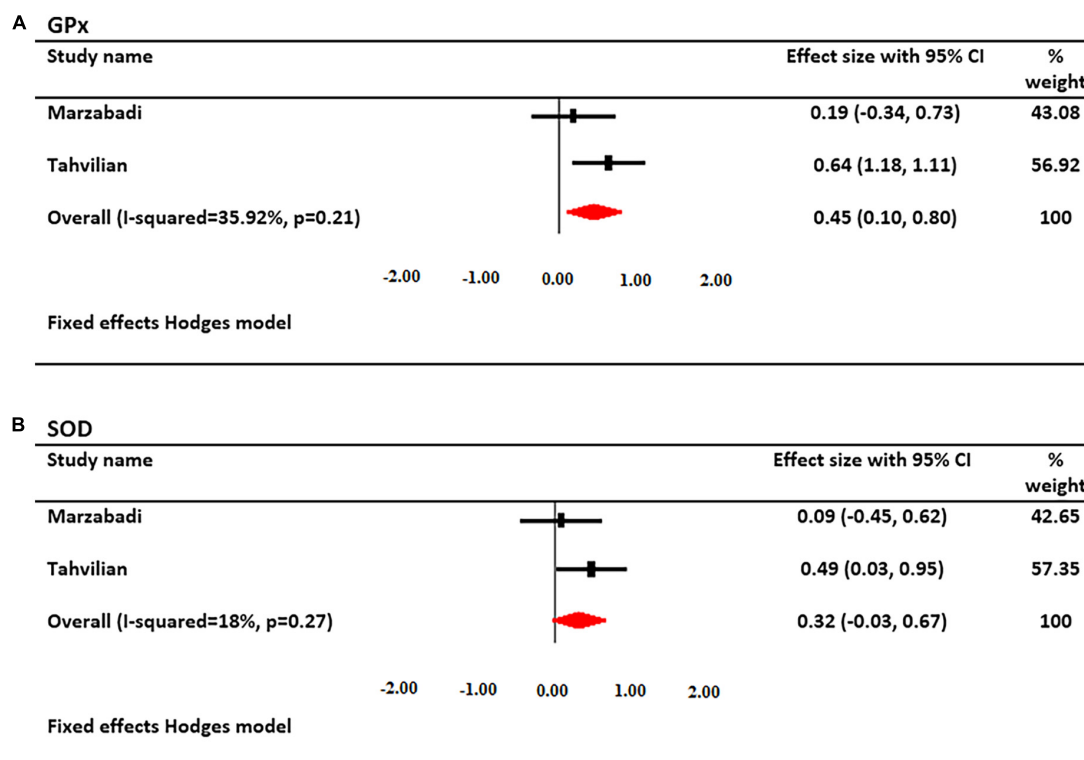 A GPx
Study name Effect size with 95% CI %
weight
Marzabadi 0.19 (-0.34, 0.73) 43.08
Tahvilian 0.64 (1.18, 1.11) 56.92
Overall (I-squared=35.92%, p=0.21) 0.45 (0.10, 0.80) 100
-2.00 -1.00 0.00 1.00 2.00
Fixed effects Hodges model
B SOD
Study name Effect size with 95% CI %
weight
Marzabadi 0.09 (-0.45, 0.62) 42.65
Tahvilian 0.49 (0.03, 0.95) 57.35
Overall (I-squared=18%, p=0.27) 0.32 (-0.03, 0.67) 100
-2.00 -1.00 0.00 1.00 2.00
Fixed effects Hodges model